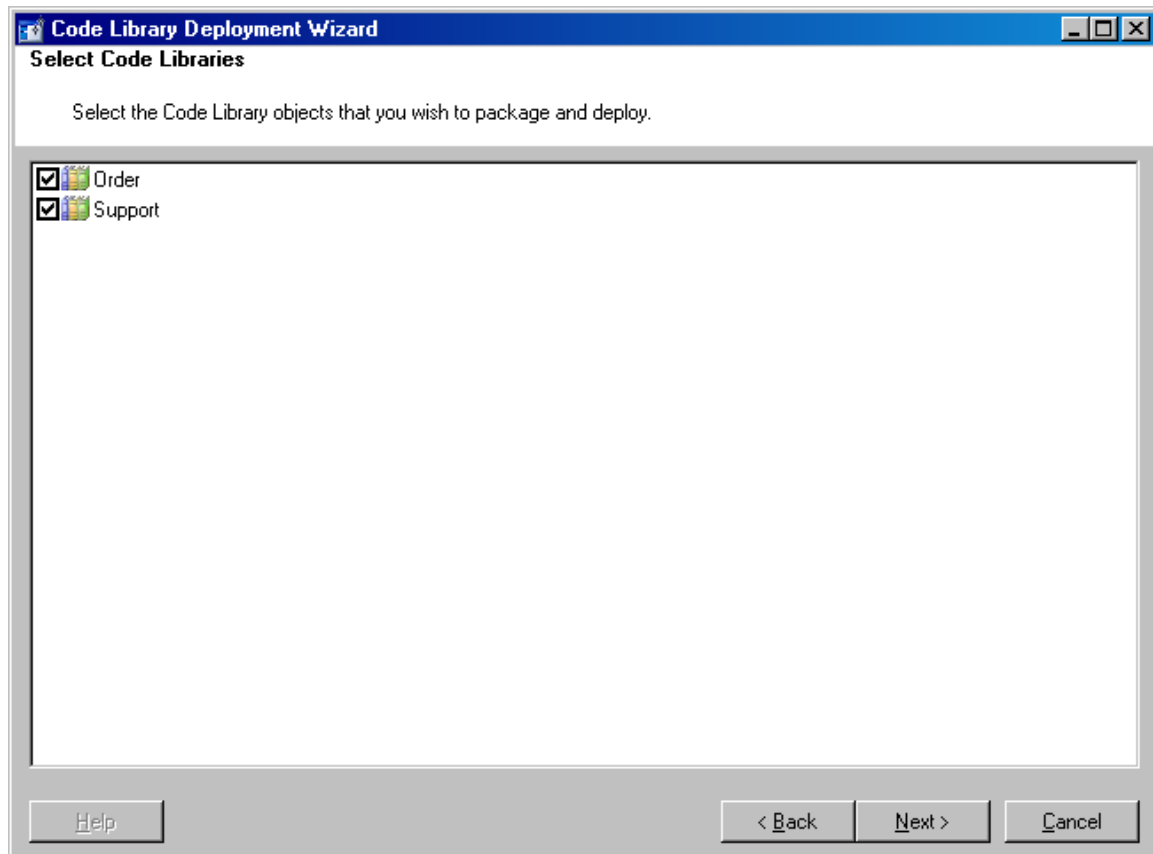 Code Library Deployment Wizard
Select Code Libraries
Select the Code Library objects that you wish to package and deploy.
Order
Support
Help
< Back
Next >
Cancel